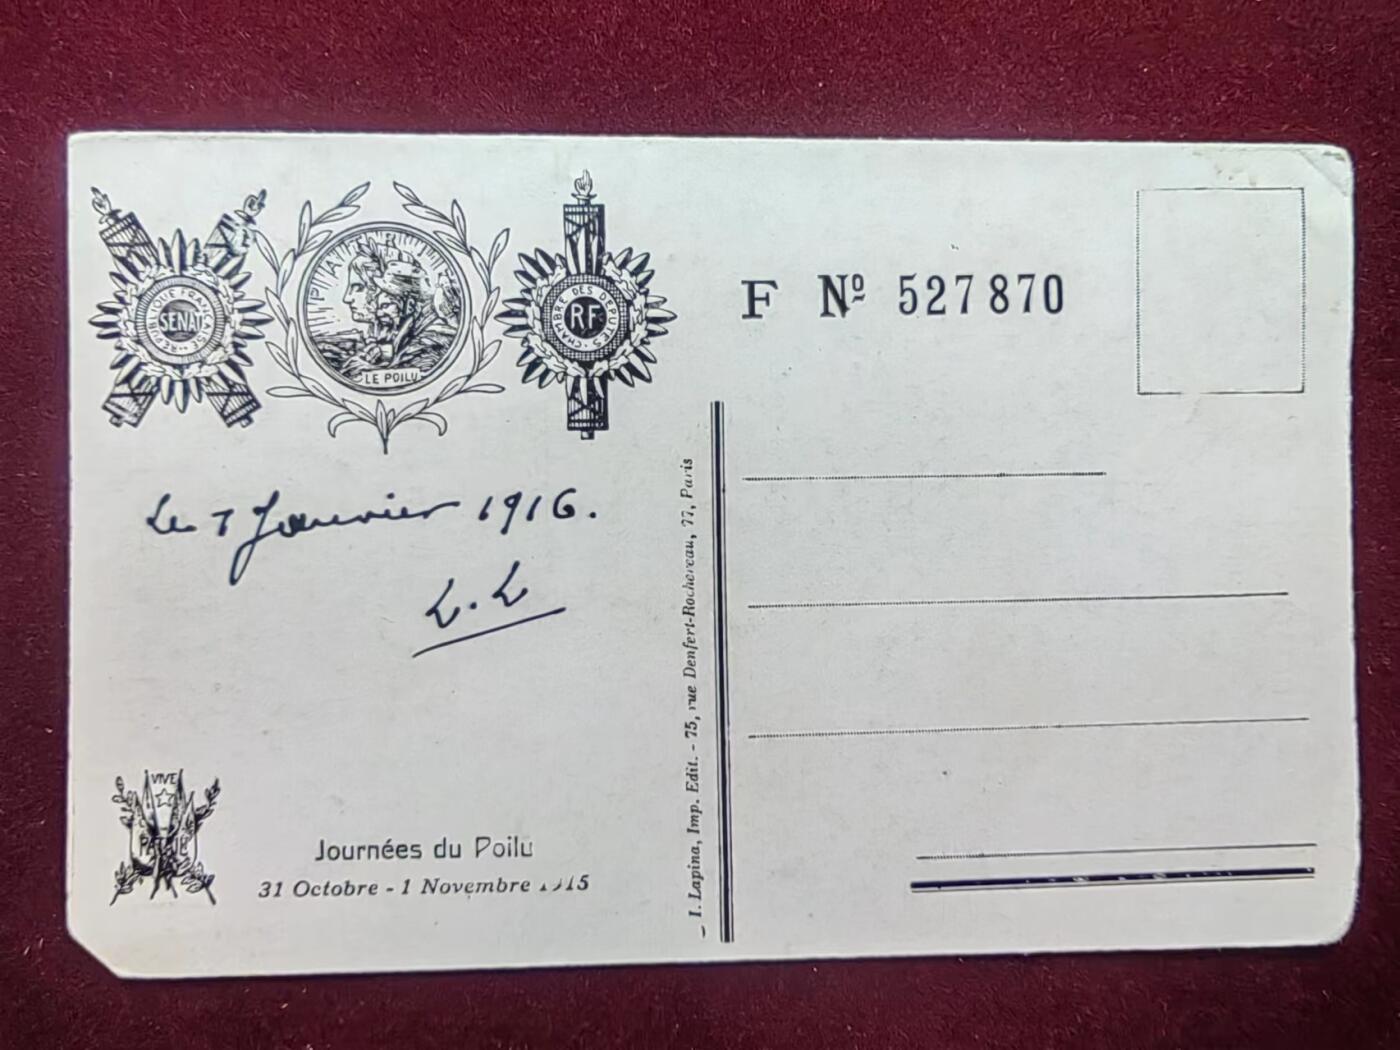 RÉPUBLIQUE FRANÇAISE
SENAT
PATRIA
LE POILU
CHAMBRE DES DÉPUTÉS
RF
F Nº 527870
Le 7 Janvier 1916.
L.L
VIVE
PATRIE
Journées du Poilu
31 Octobre - 1 Novembre 1915
- I. Lapina, Imp. Edit. - 75, rue Denfert-Rochereau, 77, Paris